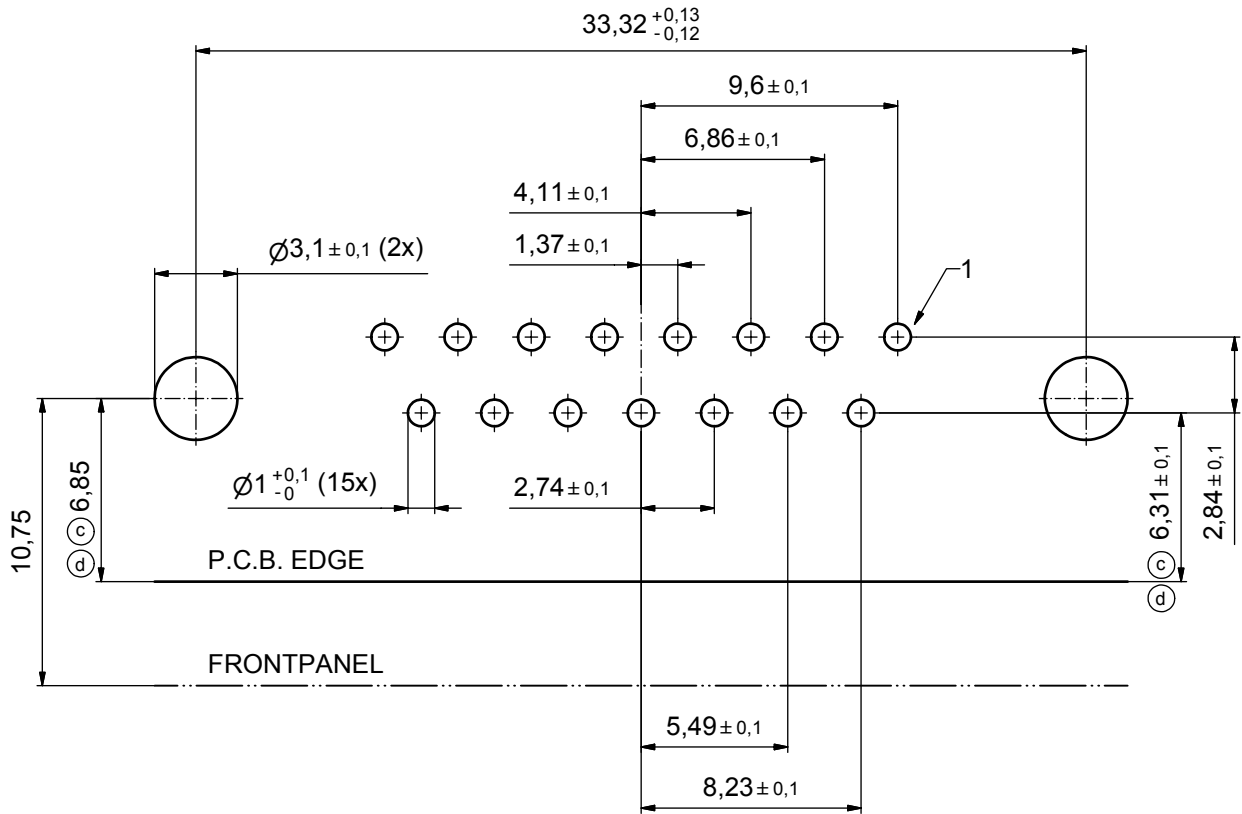 33,32 +0,13 -0,12
9,6 ± 0,1
6,86 ± 0,1
4,11 ± 0,1
Ø3,1 ± 0,1 (2x)
1,37 ± 0,1
1
Ø1 +0,1 -0 (15x)
2,74 ± 0,1
10,75
6,85
c
d
6,31 ± 0,1
c
d
2,84 ± 0,1
P.C.B. EDGE
FRONTPANEL
5,49 ± 0,1
8,23 ± 0,1